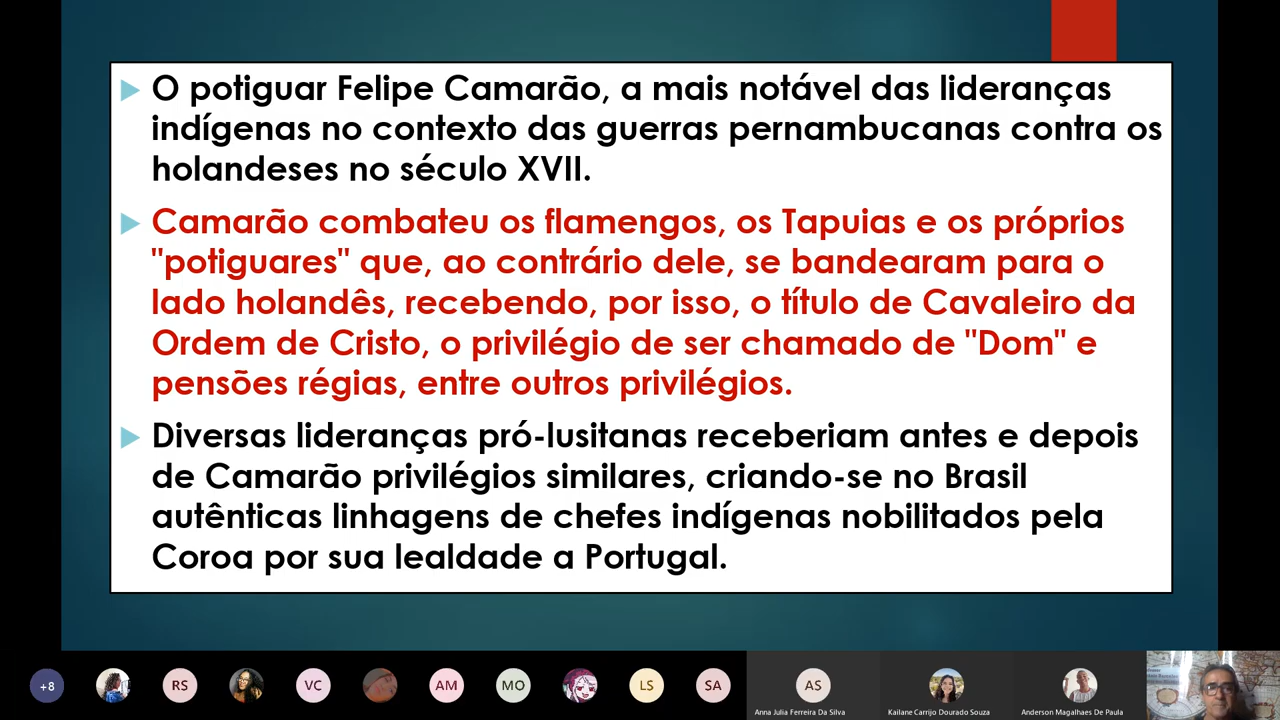 O potiguar Felipe Camarão, a mais notável das lideranças
indígenas no contexto das guerras pernambucanas contra os
holandeses no século XVII.
Camarão combateu os flamengos, os Tapuias e os próprios
"potiguares" que, ao contrário dele, se bandearam para o
lado holandês, recebendo, por isso, o título de Cavaleiro da
Ordem de Cristo, o privilégio de ser chamado de "Dom" e
pensões régias, entre outros privilégios.
Diversas lideranças pró-lusitanas receberiam antes e depois
de Camarão privilégios similares, criando-se no Brasil
autênticas linhagens de chefes indígenas nobilitados pela
Coroa por sua lealdade a Portugal.
+8 RS VC AM MO LS SA AS
Anna Julia Ferreira Da Silva Kailane Carrijo Dourado Souza Anderson Magalhaes De Paula